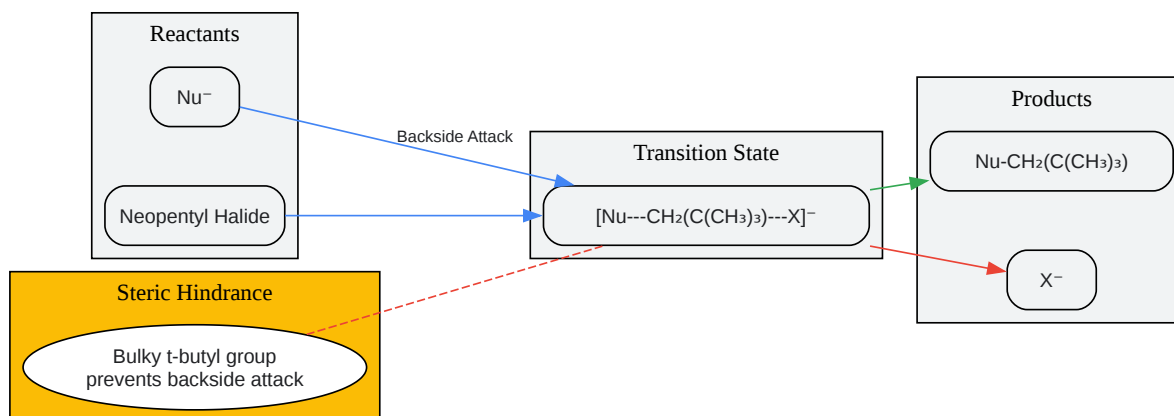 Reactants
Nu⁻
Neopentyl Halide
Backside Attack
Transition State
[Nu---CH₂(C(CH₃)₃)---X]⁻
Products
Nu-CH₂(C(CH₃)₃)
X⁻
Steric Hindrance
Bulky t-butyl group
prevents backside attack